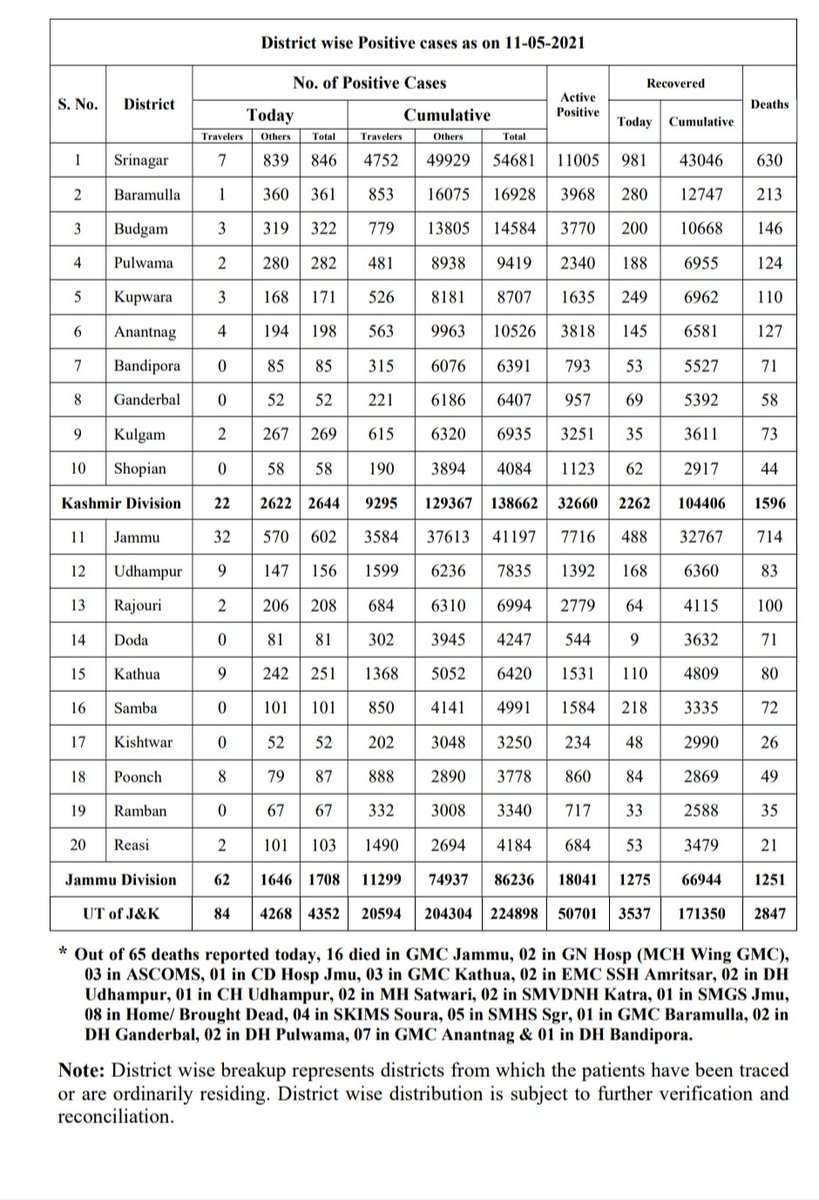 District wise Positive cases as on 11-05-2021
S. No. District No. of Positive Cases Active Positive Recovered Deaths
Today Cumulative Today Cumulative
Travelers Others Total Travelers Others Total
1 Srinagar 7 839 846 4752 49929 54681 11005 981 43046 630
2 Baramulla 1 360 361 853 16075 16928 3968 280 12747 213
3 Budgam 3 319 322 779 13805 14584 3770 200 10668 146
4 Pulwama 2 280 282 481 8938 9419 2340 188 6955 124
5 Kupwara 3 168 171 526 8181 8707 1635 249 6962 110
6 Anantnag 4 194 198 563 9963 10526 3818 145 6581 127
7 Bandipora 0 85 85 315 6076 6391 793 53 5527 71
8 Ganderbal 0 52 52 221 6186 6407 957 69 5392 58
9 Kulgam 2 267 269 615 6320 6935 3251 35 3611 73
10 Shopian 0 58 58 190 3894 4084 1123 62 2917 44
Kashmir Division 22 2622 2644 9295 129367 138662 32660 2262 104406 1596
11 Jammu 32 570 602 3584 37613 41197 7716 488 32767 714
12 Udhampur 9 147 156 1599 6236 7835 1392 168 6360 83
13 Rajouri 2 206 208 684 6310 6994 2779 64 4115 100
14 Doda 0 81 81 302 3945 4247 544 9 3632 71
15 Kathua 9 242 251 1368 5052 6420 1531 110 4809 80
16 Samba 0 101 101 850 4141 4991 1584 218 3335 72
17 Kishtwar 0 52 52 202 3048 3250 234 48 2990 26
18 Poonch 8 79 87 888 2890 3778 860 84 2869 49
19 Ramban 0 67 67 332 3008 3340 717 33 2588 35
20 Reasi 2 101 103 1490 2694 4184 684 53 3479 21
Jammu Division 62 1646 1708 11299 74937 86236 18041 1275 66944 1251
UT of J&K 84 4268 4352 20594 204304 224898 50701 3537 171350 2847
* Out of 65 deaths reported today, 16 died in GMC Jammu, 02 in GN Hosp (MCH Wing GMC),
03 in ASCOMS, 01 in CD Hosp Jmu, 03 in GMC Kathua, 02 in EMC SSH Amritsar, 02 in DH
Udhampur, 01 in CH Udhampur, 02 in MH Satwari, 02 in SMVDNH Katra, 01 in SMGS Jmu,
08 in Home/ Brought Dead, 04 in SKIMS Soura, 05 in SMHS Sgr, 01 in GMC Baramulla, 02 in
DH Ganderbal, 02 in DH Pulwama, 07 in GMC Anantnag & 01 in DH Bandipora.
Note: District wise breakup represents districts from which the patients have been traced
or are ordinarily residing. District wise distribution is subject to further verification and
reconciliation.